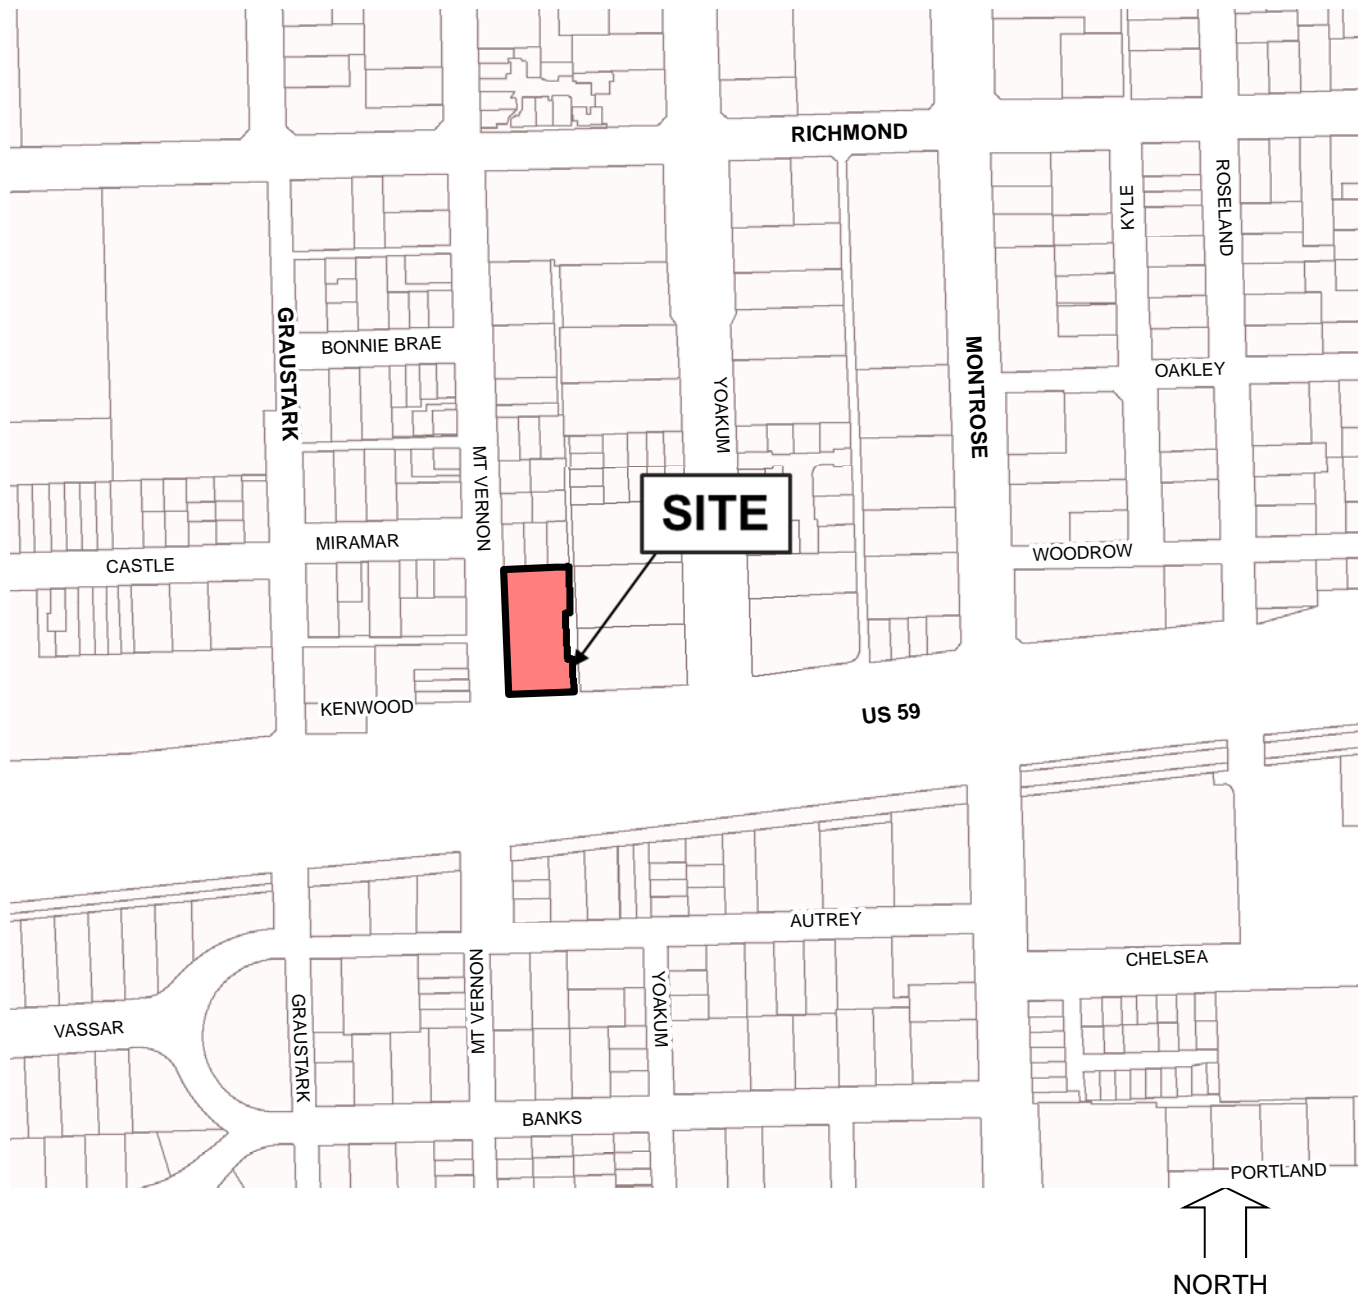 RICHMOND
KYLE
ROSELAND
GRAUSTARK
BONNIE BRAE
MONTROSE
OAKLEY
YOAKUM
MT VERNON
SITE
MIRAMAR
WOODROW
CASTLE
KENWOOD
US 59
AUTREY
CHELSEA
MT VERNON
YOAKUM
GRAUSTARK
VASSAR
BANKS
PORTLAND
NORTH